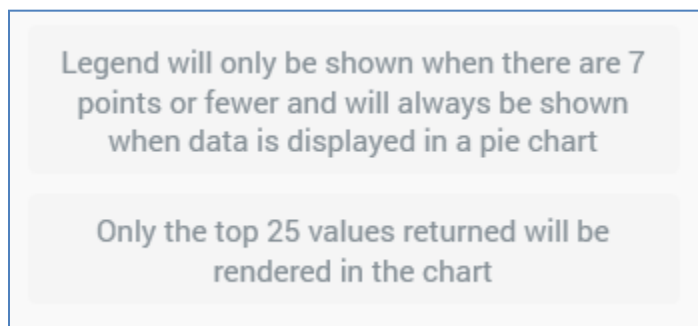 Legend will only be shown when there are 7
points or fewer and will always be shown
when data is displayed in a pie chart
Only the top 25 values returned will be
rendered in the chart